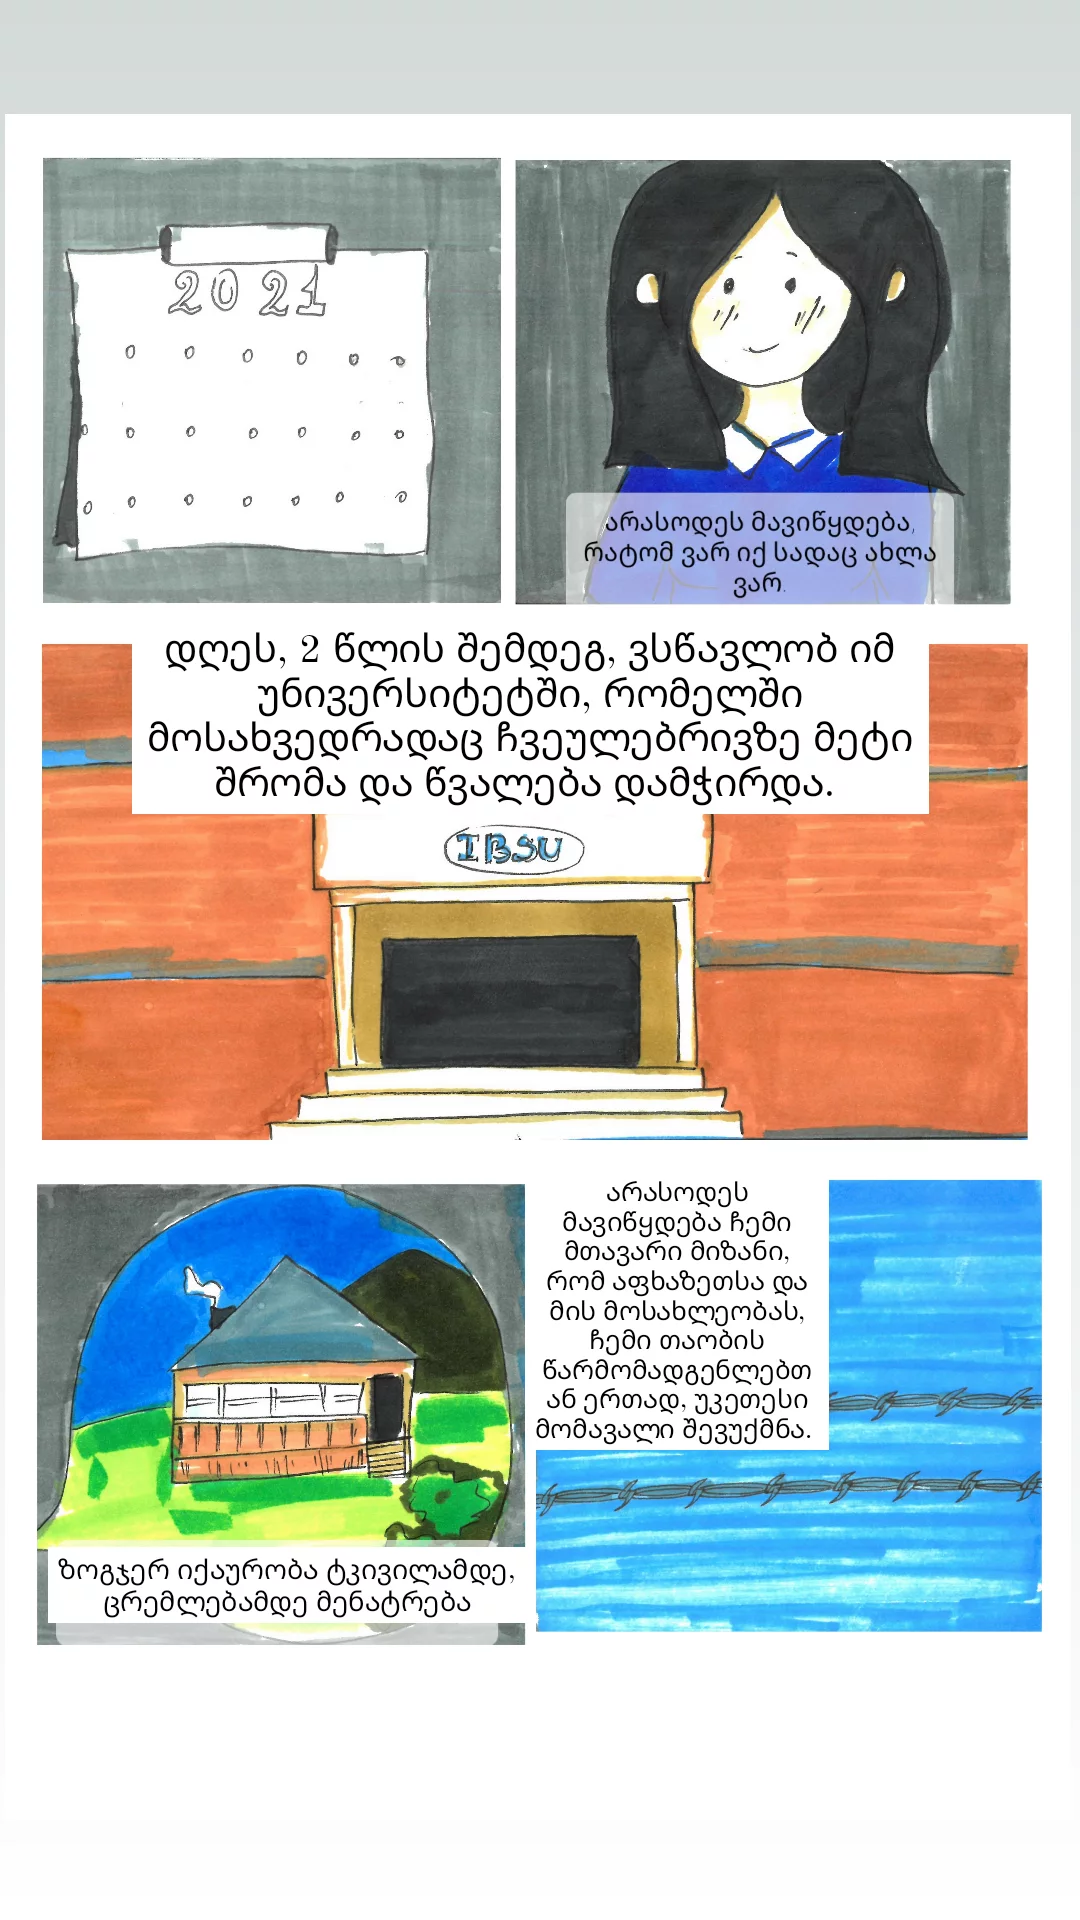 2021
არასოდეს მავიწყდება,
რატომ ვარ იქ სადაც ახლა
ვარ.
დღეს, 2 წლის შემდეგ, ვსწავლობ იმ
უნივერსიტეტში, რომელში
მოსახვედრადაც ჩვეულებრივზე მეტი
შრომა და წვალება დამჭირდა.
IBSU
არასოდეს
მავიწყდება ჩემი
მთავარი მიზანი,
რომ აფხაზეთსა და
მის მოსახლეობას,
ჩემი თაობის
წარმომადგენლებთ
ან ერთად, უკეთესი
მომავალი შევუქმნა.
ზოგჯერ იქაურობა ტკივილამდე,
ცრემლებამდე მენატრება